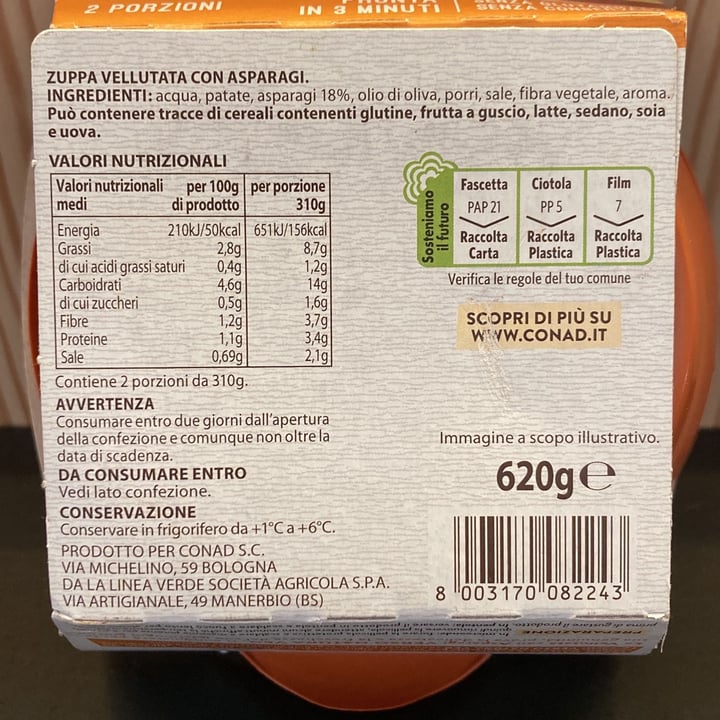 2 PORZIONI
PRONTA
IN 3 MINUTI
SENZA
ZUPPA VELLUTATA CON ASPARAGI.
INGREDIENTI: acqua, patate, asparagi 18%, olio di oliva, porri, sale, fibra vegetale, aroma.
Può contenere tracce di cereali contenenti glutine, frutta a guscio, latte, sedano, soia
e uova.
VALORI NUTRIZIONALI
Valori nutrizionali medi per 100g di prodotto per porzione 310g
Energia 210kJ/50kcal 651kJ/156kcal
Grassi 2,8g 8,7g
di cui acidi grassi saturi 0,4g 1,2g
Carboidrati 4,6g 14g
di cui zuccheri 0,5g 1,6g
Fibre 1,2g 3,7g
Proteine 1,1g 3,4g
Sale 0,69g 2,1g
Contiene 2 porzioni da 310g.
AVVERTENZA
Consumare entro due giorni dall'apertura
della confezione e comunque non oltre la
data di scadenza.
DA CONSUMARE ENTRO
Vedi lato confezione.
CONSERVAZIONE
Conservare in frigorifero da +1°C a +6°C.
PRODOTTO PER CONAD S.C.
VIA MICHELINO, 59 BOLOGNA
DA LA LINEA VERDE SOCIETÀ AGRICOLA S.P.A.
VIA ARTIGIANALE, 49 MANERBIO (BS)
Sosteniamo
il futuro
Fascetta Ciotola Film
PAP 21 PP 5 7
Raccolta Raccolta Raccolta
Carta Plastica Plastica
Verifica le regole del tuo comune
SCOPRI DI PIÙ SU
WWW.CONAD.IT
Immagine a scopo illustrativo.
620g e
8 003170 082243
PREPARAZIONE